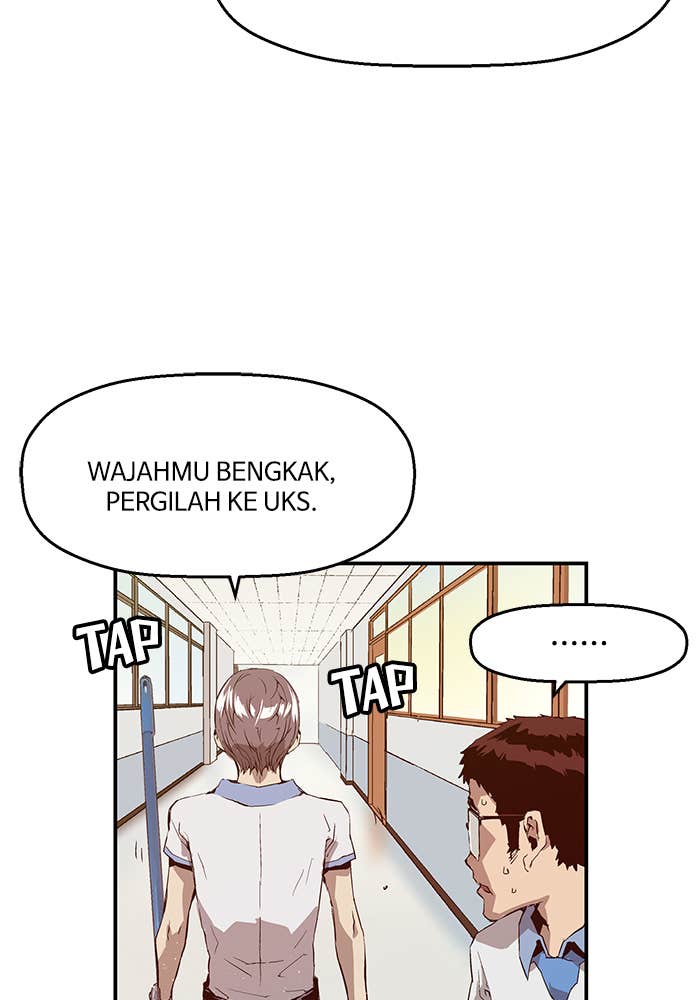 WAJAHMU BENGKAK,
PERGILAH KE UKS.
TAP
TAP
......